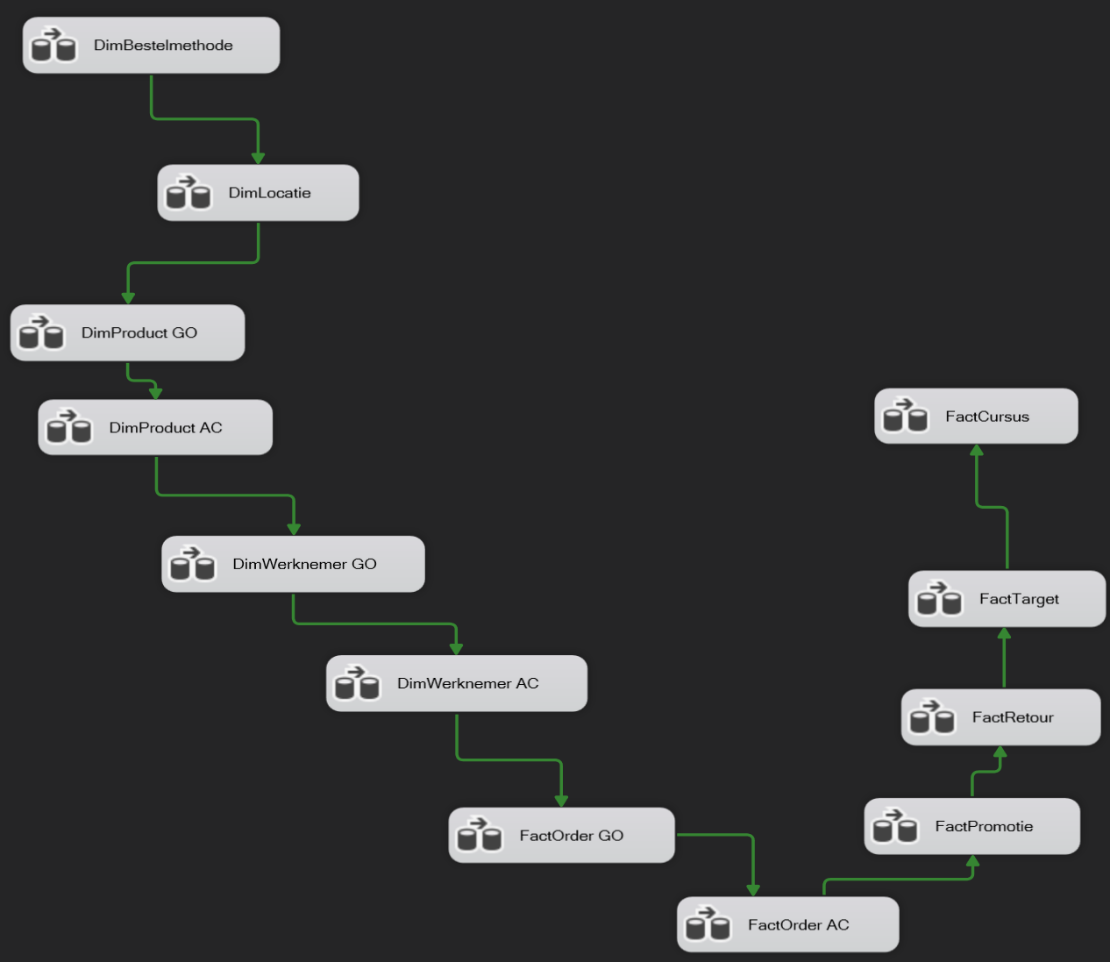 DimBestelmethode
DimLocatie
DimProduct GO
DimProduct AC
DimWerknemer GO
DimWerknemer AC
FactOrder GO
FactOrder AC
FactPromotie
FactRetour
FactTarget
FactCursus